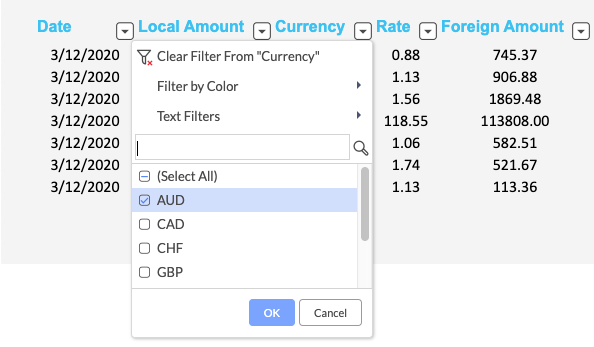 Date Local Amount Currency Rate Foreign Amount
3/12/2020 0.88 745.37
3/12/2020 1.13 906.88
3/12/2020 1.56 1869.48
3/12/2020 118.55 113808.00
3/12/2020 1.06 582.51
3/12/2020 1.74 521.67
3/12/2020 1.13 113.36
Clear Filter From "Currency"
Filter by Color
Text Filters
(Select All)
AUD
CAD
CHF
GBP
OK Cancel